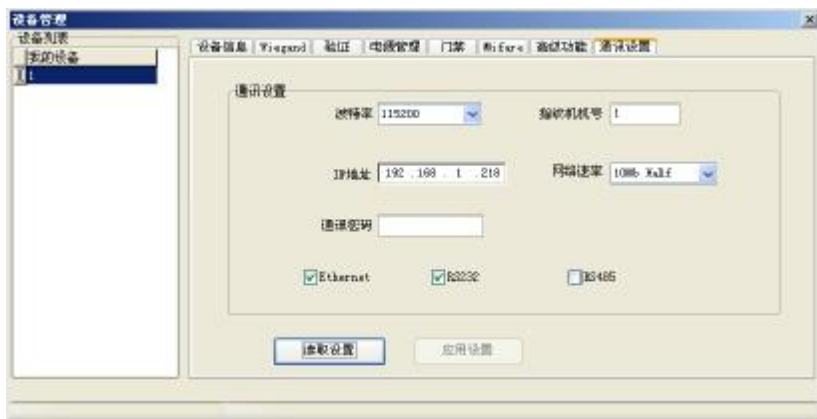 设备管理
设备列表
我的设备
1
设备信息 Wiegand 验证 电源管理 门禁 Mifare 高级功能 通讯设置
通讯设置
波特率 115200 指纹机机号 1
IP地址 192 .168 . 1 .218 网络速率 100Mb Half
通讯密码
Ethernet RS232 RS485
读取设置 应用设置